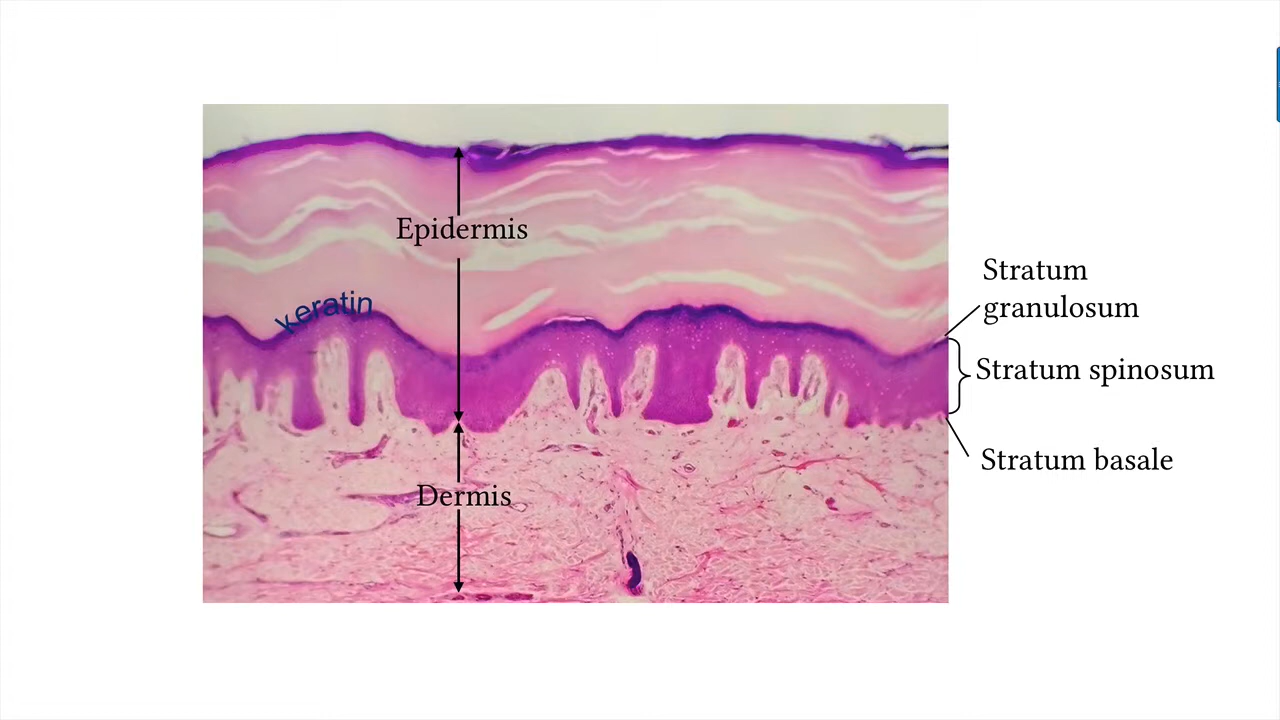 Epidermis
keratin
Dermis
Stratum
granulosum
Stratum spinosum
Stratum basale